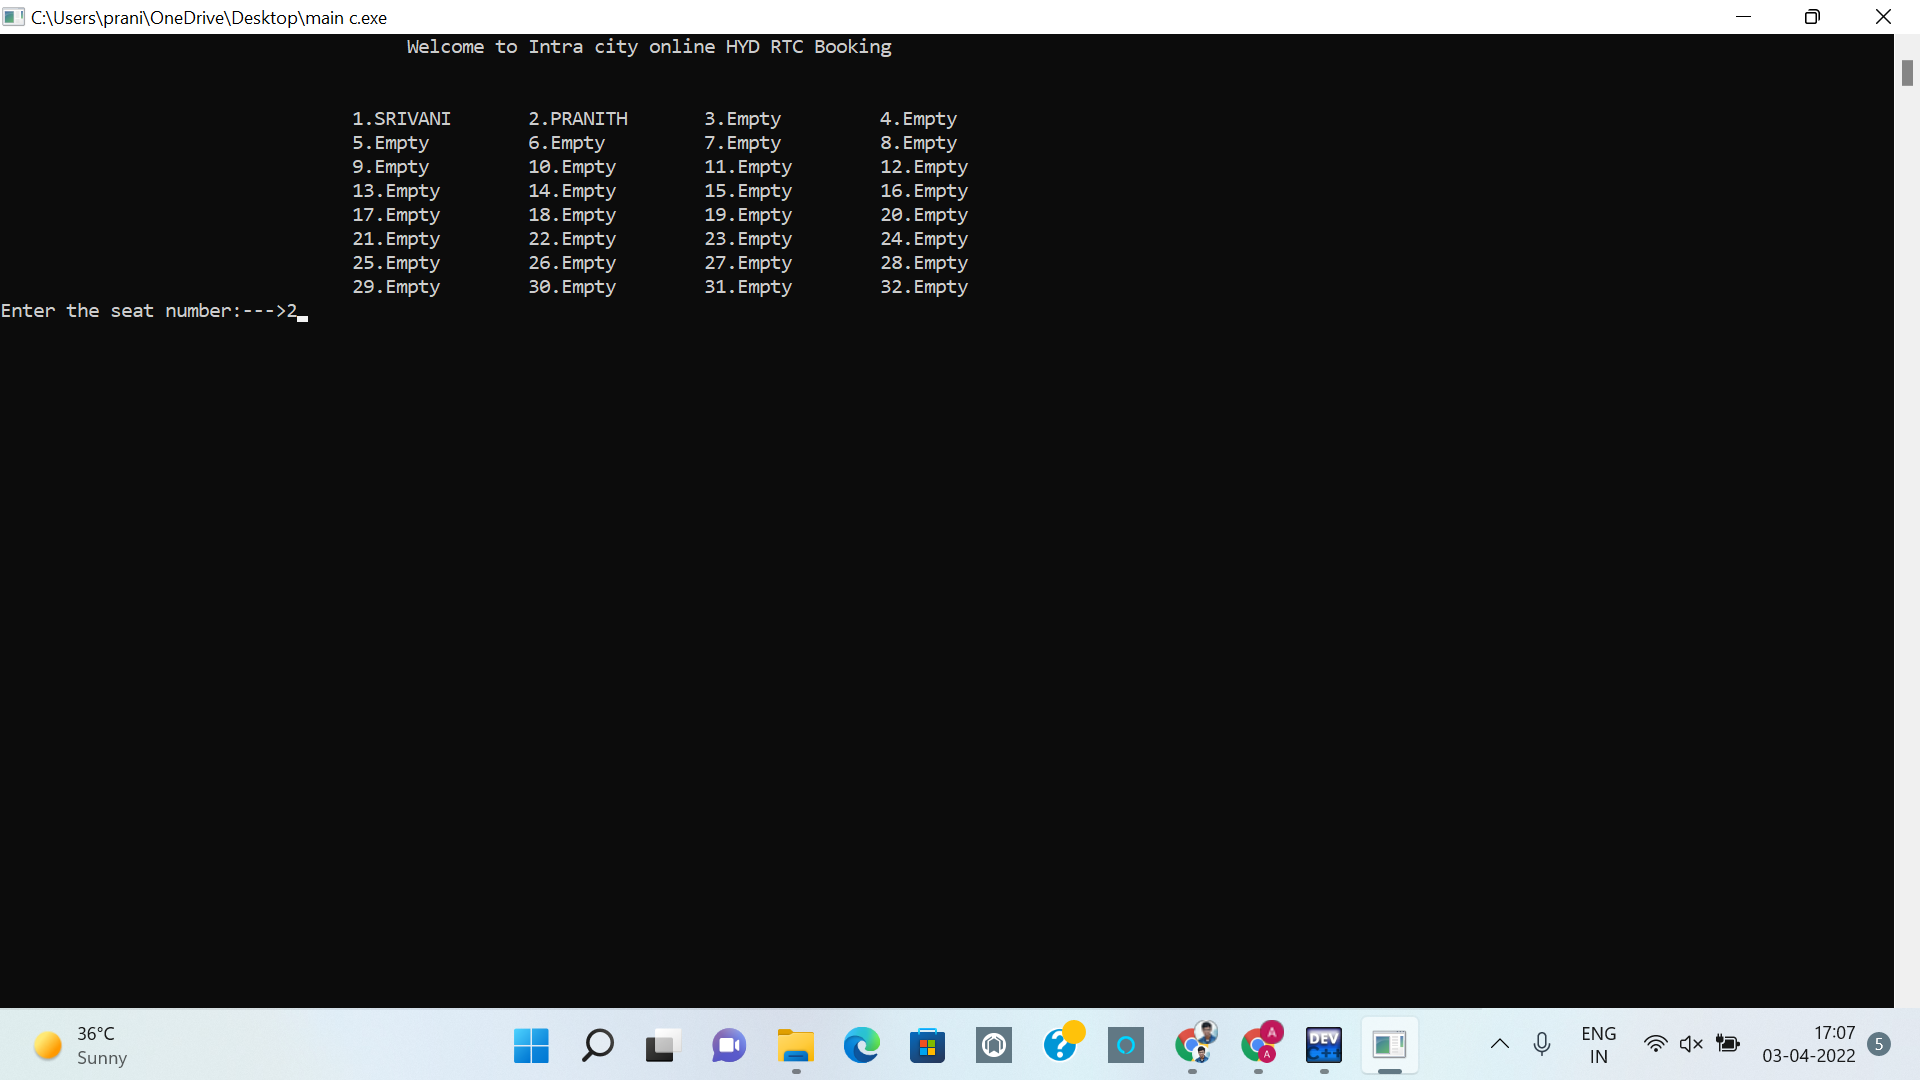 C:\Users\prani\OneDrive\Desktop\main c.exe
Welcome to Intra city online HYD RTC Booking
1.SRIVANI 2.PRANITH 3.Empty 4.Empty
5.Empty 6.Empty 7.Empty 8.Empty
9.Empty 10.Empty 11.Empty 12.Empty
13.Empty 14.Empty 15.Empty 16.Empty
17.Empty 18.Empty 19.Empty 20.Empty
21.Empty 22.Empty 23.Empty 24.Empty
25.Empty 26.Empty 27.Empty 28.Empty
29.Empty 30.Empty 31.Empty 32.Empty
Enter the seat number:--->2
36°C
Sunny
A
A
DEV
C++
ENG
IN
17:07
03-04-2022
5